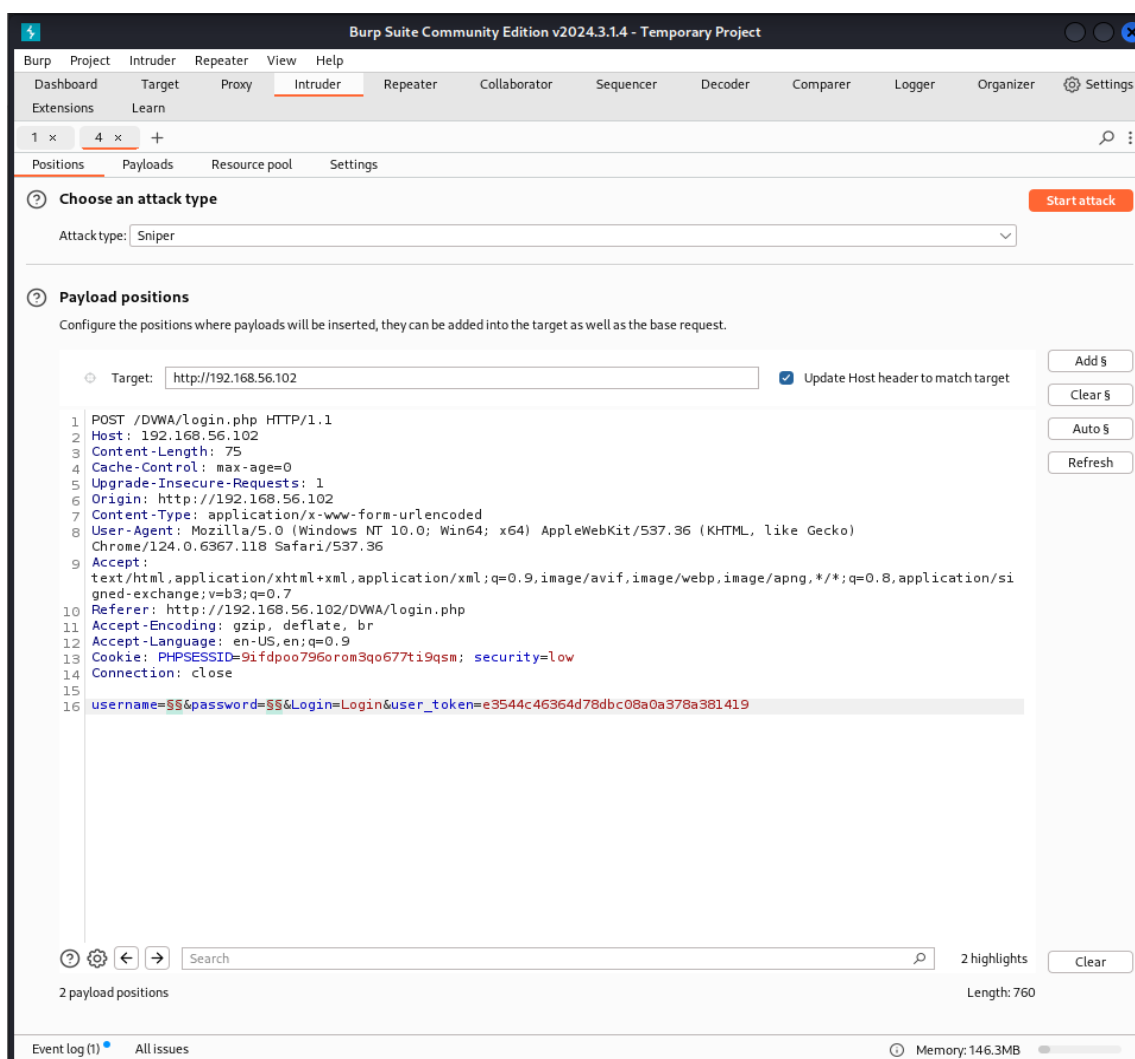 Burp Suite Community Edition v2024.3.1.4 - Temporary Project
Burp Project Intruder Repeater View Help
Dashboard Target Proxy Intruder Repeater Collaborator Sequencer Decoder Comparer Logger Organizer Settings
Extensions Learn
1 × 4 × +
Positions Payloads Resource pool Settings
? Choose an attack type
Start attack
Attack type: Sniper
? Payload positions
Configure the positions where payloads will be inserted, they can be added into the target as well as the base request.
Add §
Target: http://192.168.56.102
Update Host header to match target
Clear §
Auto §
Refresh
1 POST /DVWA/login.php HTTP/1.1
2 Host: 192.168.56.102
3 Content-Length: 75
4 Cache-Control: max-age=0
5 Upgrade-Insecure-Requests: 1
6 Origin: http://192.168.56.102
7 Content-Type: application/x-www-form-urlencoded
8 User-Agent: Mozilla/5.0 (Windows NT 10.0; Win64; x64) AppleWebKit/537.36 (KHTML, like Gecko)
Chrome/124.0.6367.118 Safari/537.36
9 Accept:
text/html,application/xhtml+xml,application/xml;q=0.9,image/avif,image/webp,image/apng,*/*;q=0.8,application/si
gned-exchange;v=b3;q=0.7
10 Referer: http://192.168.56.102/DVWA/login.php
11 Accept-Encoding: gzip, deflate, br
12 Accept-Language: en-US,en;q=0.9
13 Cookie: PHPSESSID=9ifdpoo796orom3qo677ti9qsm; security=low
14 Connection: close
15
16 username=§§&password=§§&Login=Login&user_token=e3544c46364d78dbc08a0a378a381419
? Search 2 highlights Clear
2 payload positions Length: 760
Event log (1) All issues Memory: 146.3MB